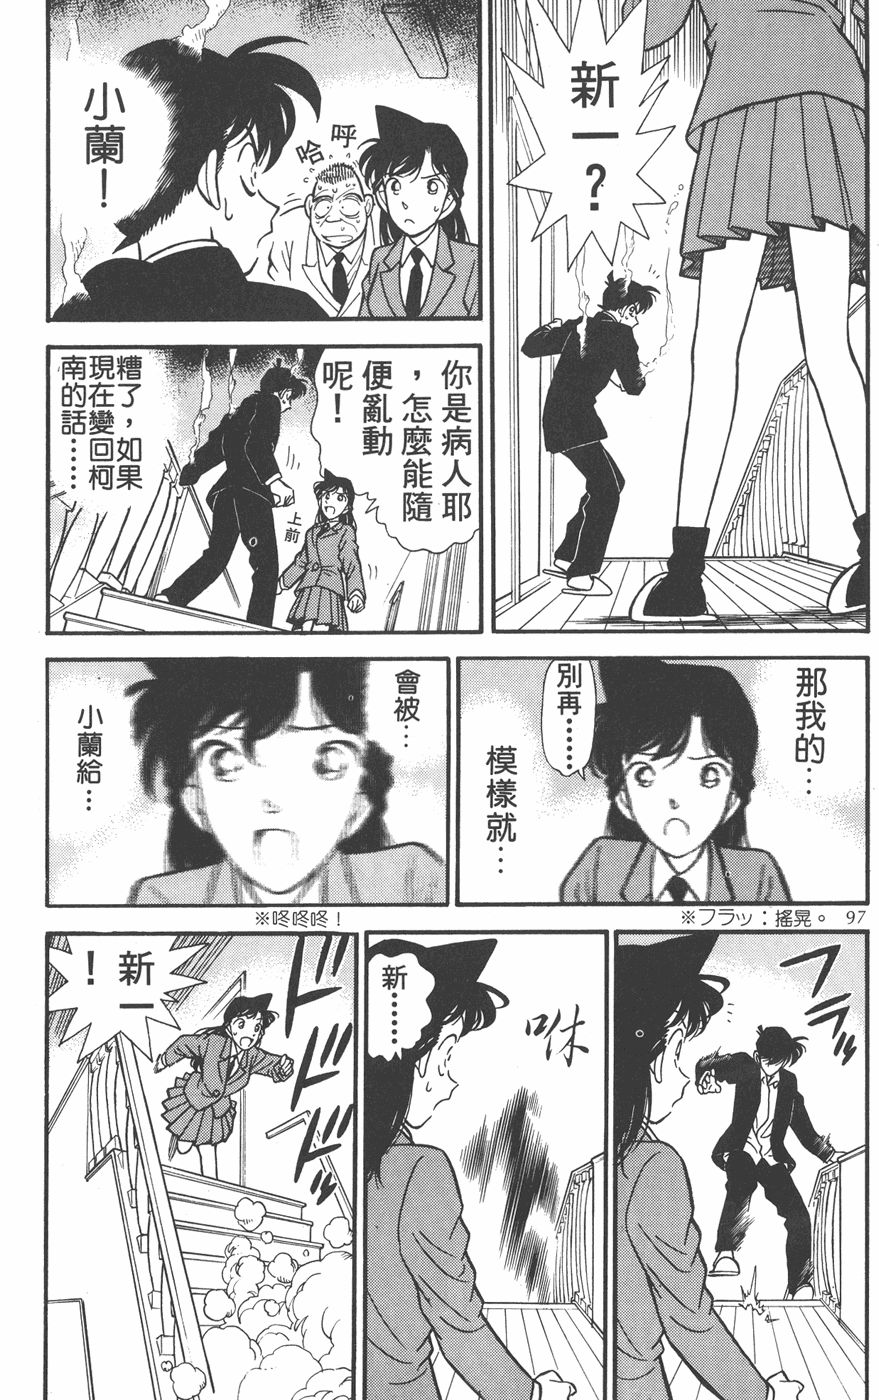 新一？
呼
哈
小蘭！
你是病人耶
，怎麼能隨
便亂動
呢！
上前
糟了，如果
現在變回柯
南的話……
那我的…
別再……
模樣就…
會被…
小蘭給…
※フラッ：搖晃。 97
※咚咚咚！
フラッ
咻
新……
ドドド
新一！